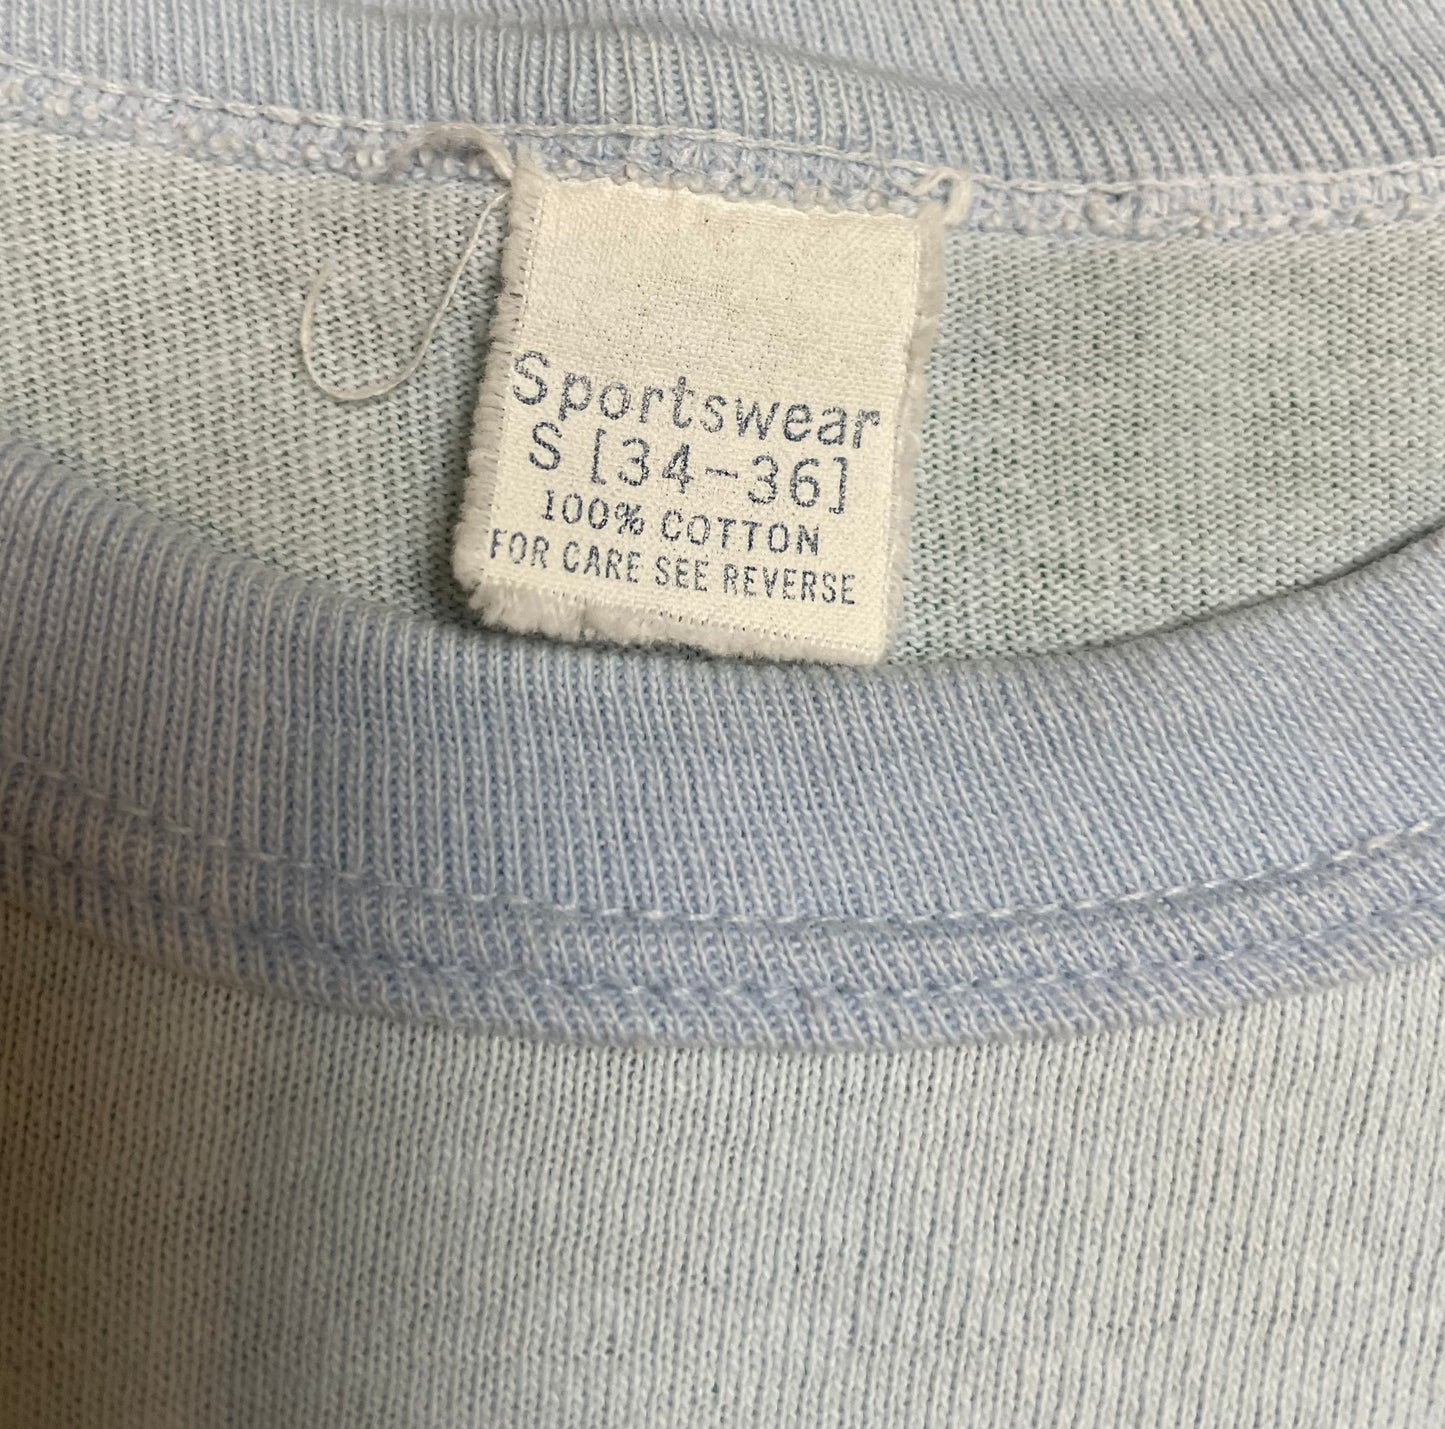 Sportswear
S [34-36]
100% COTTON
FOR CARE SEE REVERSE